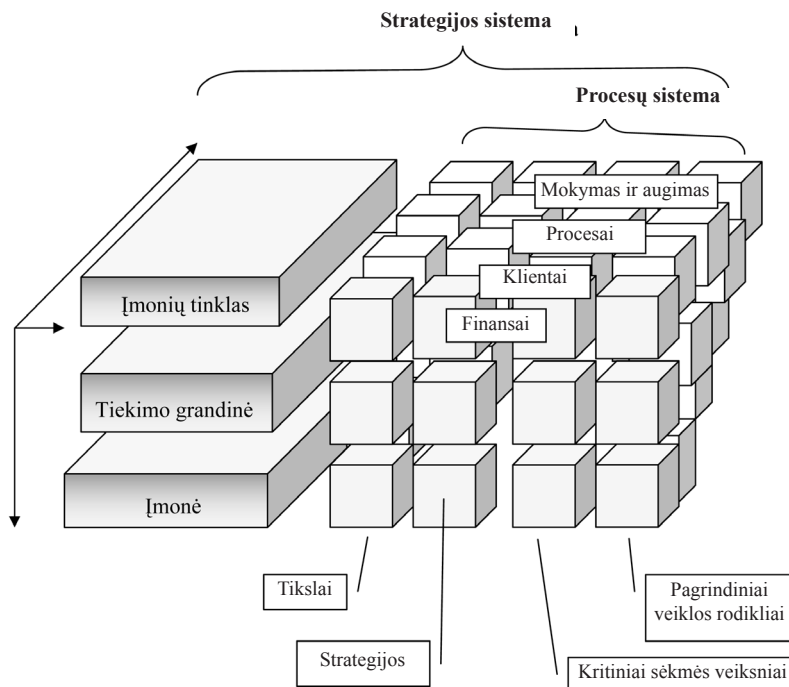 Strategijos sistema
Procesų sistema
Mokymas ir augimas
Procesai
Klientai
Finansai
Įmonių tinklas
Tiekimo grandinė
Įmonė
Tikslai
Strategijos
Pagrindiniai
veiklos rodikliai
Kritiniai sėkmės veiksniai